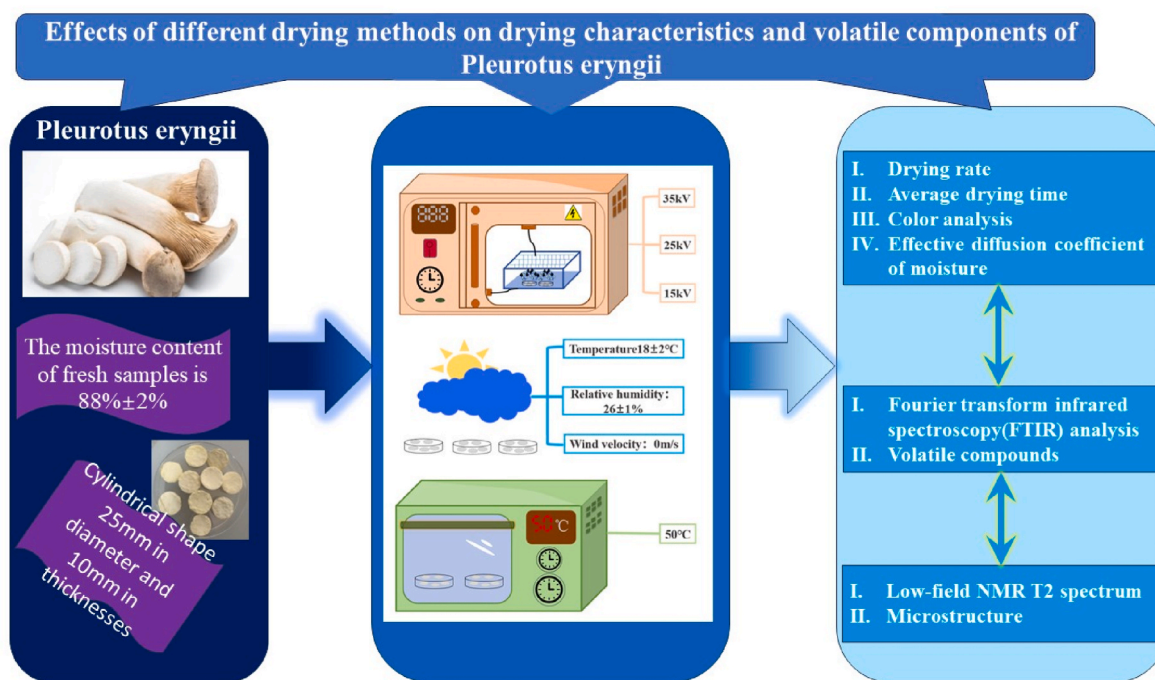 Effects of different drying methods on drying characteristics and volatile components of
Pleurotus eryngii
Pleurotus eryngii
The moisture content
of fresh samples is
88%±2%
Cylindrical shape
25mm in
diameter and
10mm in
thicknesses
35kV
25kV
15kV
Temperature18±2℃
Relative humidity：
26±1%
Wind velocity：0m/s
50℃
50℃
I. Drying rate
II. Average drying time
III. Color analysis
IV. Effective diffusion coefficient
of moisture
I. Fourier transform infrared
spectroscopy(FTIR) analysis
II. Volatile compounds
I. Low-field NMR T2 spectrum
II. Microstructure